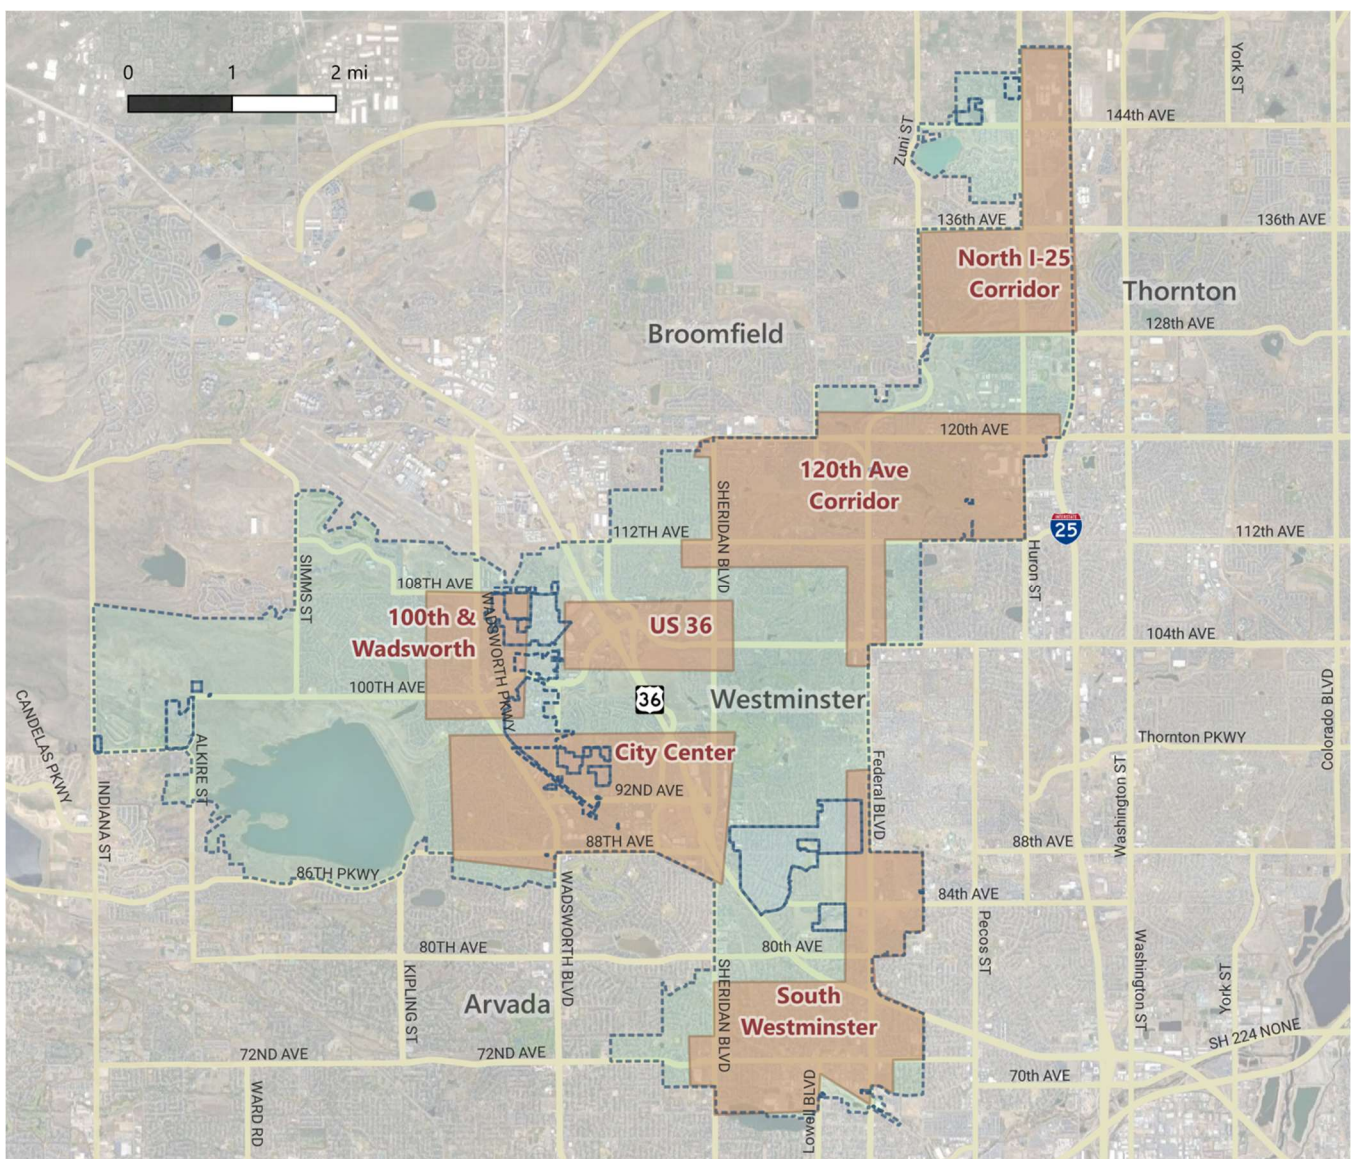 0 1 2 mi
York ST
144th AVE
Zuni ST
136th AVE
136th AVE
North I-25
Corridor
Thornton
128th AVE
Broomfield
120th AVE
120th Ave
Corridor
SHERIDAN BLVD
112TH AVE
INTERSTATE
25
112th AVE
Huron ST
SIMMS ST
108TH AVE
100th &
Wadsworth
WADSWORTH PKWY
US 36
104th AVE
100TH AVE
36
Westminster
CANDELAS PKWY
Colorado BLVD
Thornton PKWY
City Center
ALKIRE ST
Federal BLVD
Washington ST
INDIANA ST
92ND AVE
88TH AVE
88th AVE
86TH PKWY
WADSWORTH BLVD
84th AVE
Pecos ST
80TH AVE
80th AVE
KIPLING ST
SHERIDAN BLVD
Washington ST
York ST
Arvada
South
Westminster
SH 224 NONE
72ND AVE
72ND AVE
70th AVE
WARD RD
Lowell BLVD